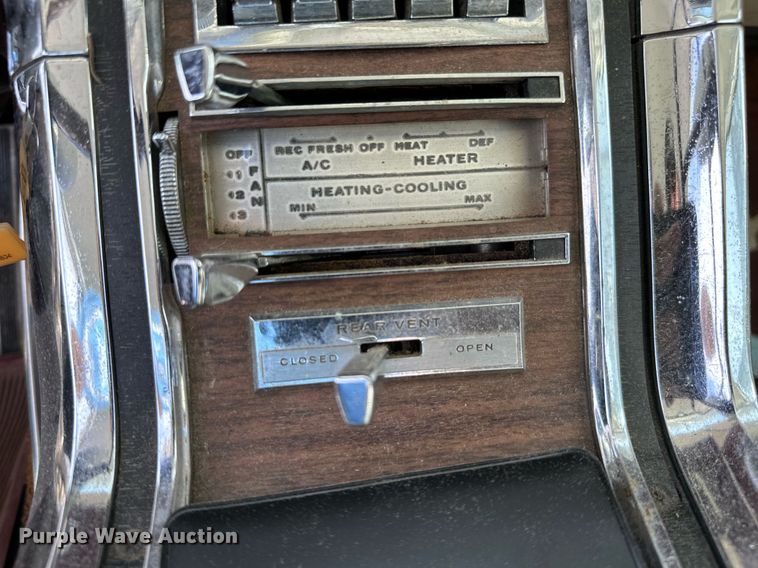 OFF REC FRESH OFF HEAT DEF
A/C HEATER
1 F
2 A HEATING-COOLING
N MIN MAX
3
REAR VENT
CLOSED OPEN
Purple Wave Auction